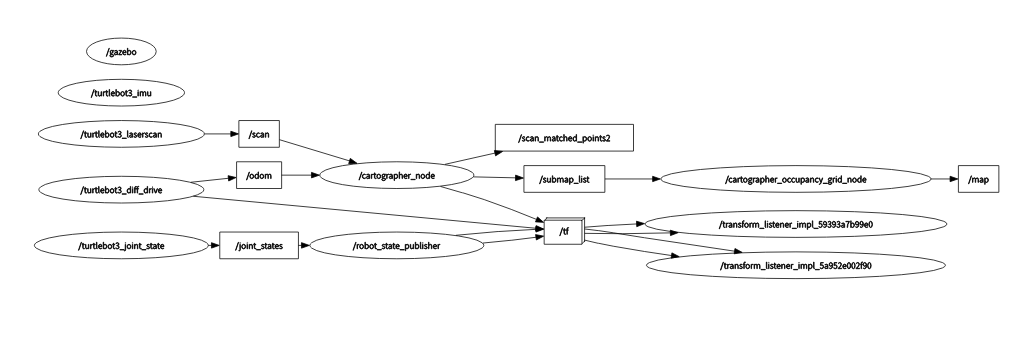 /gazebo
/turtlebot3_imu
/turtlebot3_laserscan
/scan
/scan_matched_points2
/turtlebot3_diff_drive
/odom
/cartographer_node
/submap_list
/cartographer_occupancy_grid_node
/map
/tf
/transform_listener_impl_59393a7b99e0
/turtlebot3_joint_state
/joint_states
/robot_state_publisher
/transform_listener_impl_5a952e002f90